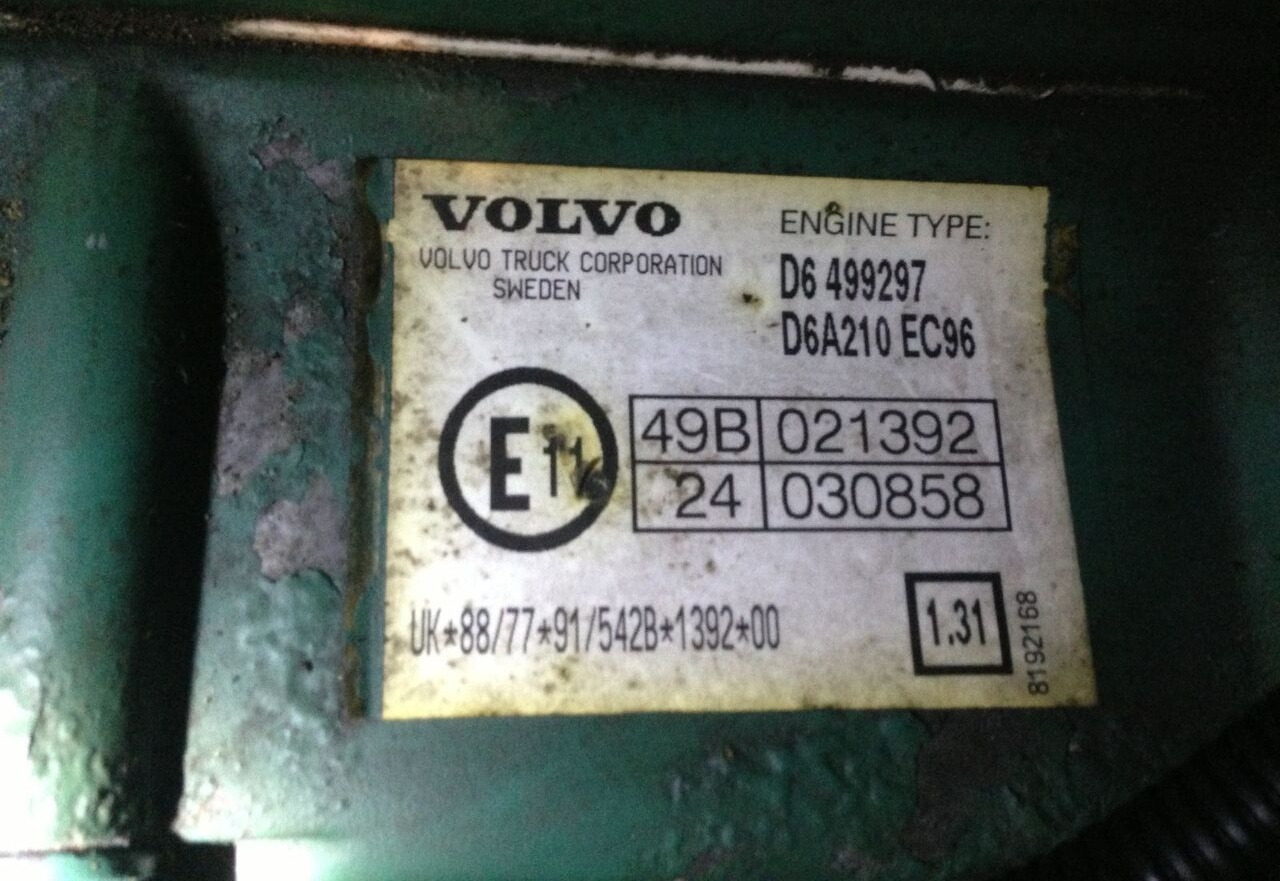 VOLVO
VOLVO TRUCK CORPORATION
SWEDEN
ENGINE TYPE:
D6 499297
D6A210 EC96
E11
49B 021392
24 030858
UK*88/77*91/542B*1392*00
1.31
8192168